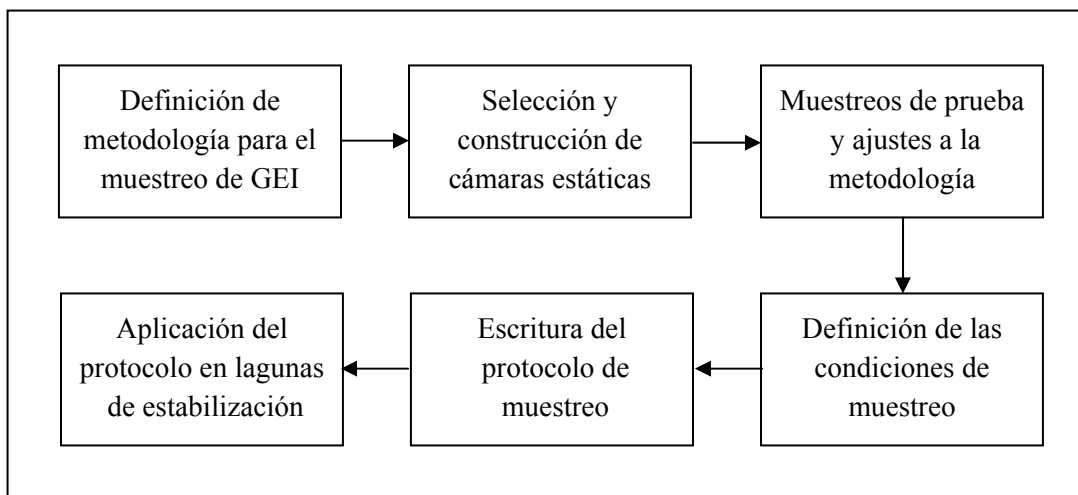 Definición de
metodología para el
muestreo de GEI
Selección y
construcción de
cámaras estáticas
Muestreos de prueba
y ajustes a la
metodología
Definición de las
condiciones de
muestreo
Escritura del
protocolo de
muestreo
Aplicación del
protocolo en lagunas
de estabilización